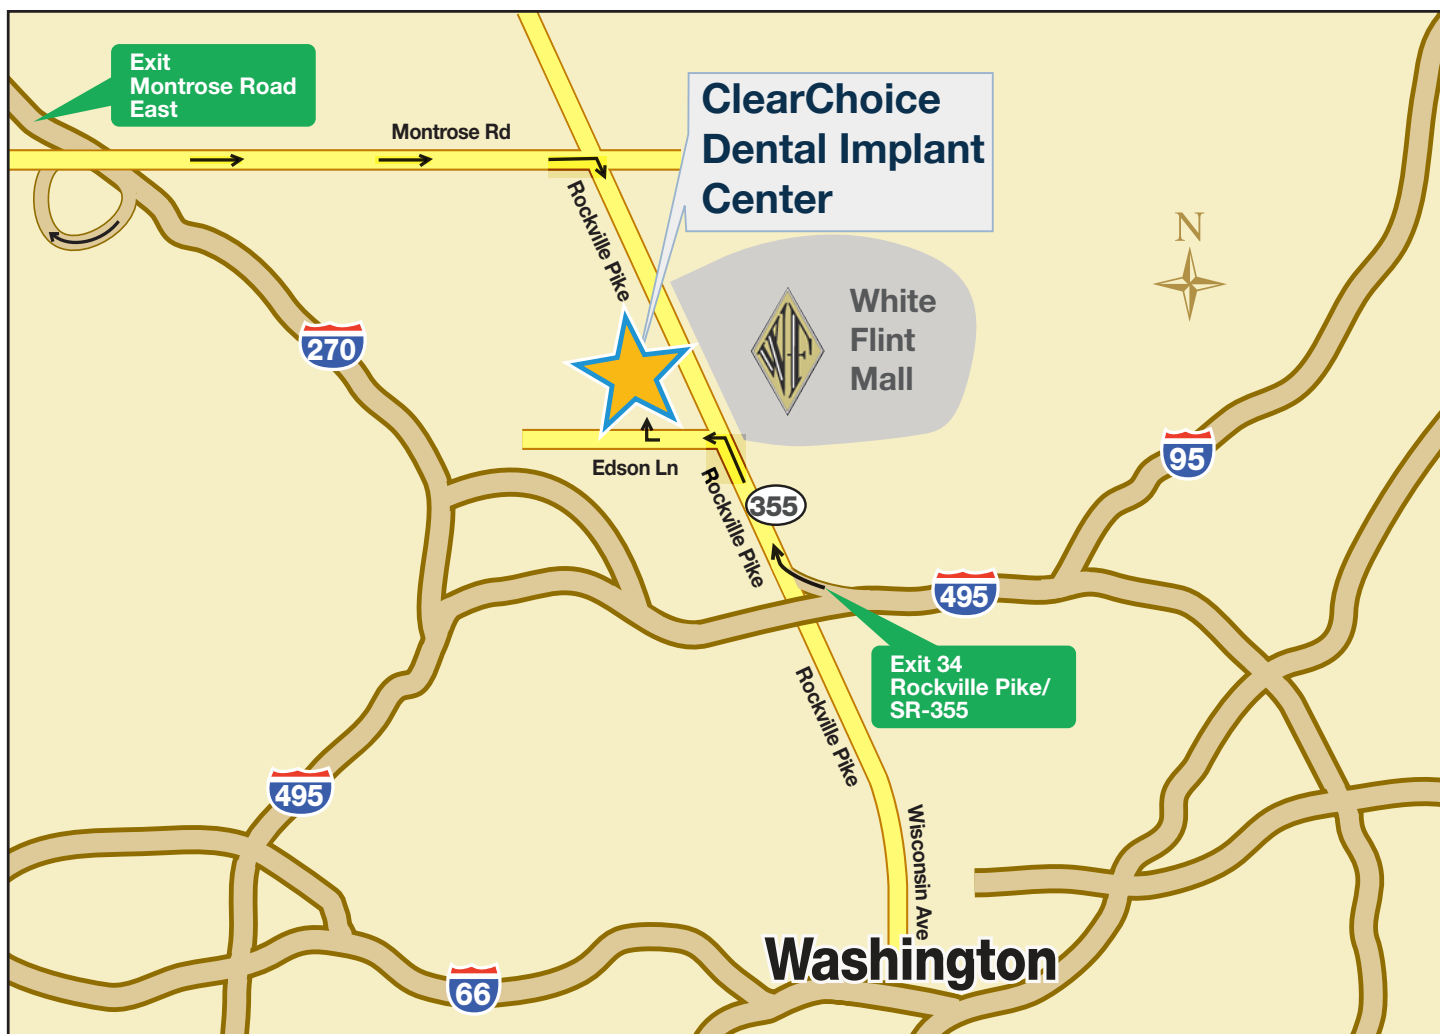 Exit
Montrose Road
East
Montrose Rd
ClearChoice
Dental Implant
Center
Rockville Pike
N
White
Flint
Mall
WF
270
Edson Ln
Rockville Pike
355
95
495
Exit 34
Rockville Pike/
SR-355
Rockville Pike
495
Wisconsin Ave
Washington
66